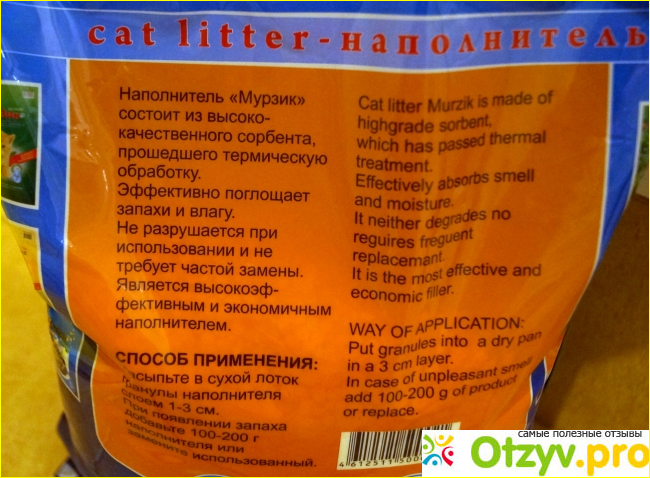 cat litter-наполнитель
Наполнитель «Мурзик»
состоит из высоко-
качественного сорбента,
прошедшего термическую
обработку.
Эффективно поглощает
запахи и влагу.
Не разрушается при
использовании и не
требует частой замены.
Является высокоэф-
фективным и экономичным
наполнителем.
СПОСОБ ПРИМЕНЕНИЯ:
Засыпьте в сухой лоток
гранулы наполнителя
слоем 1-3 см.
При появлении запаха
добавьте 100-200 г
наполнителя или
замените использованный.
Cat litter Murzik is made of
highgrade sorbent,
which has passed thermal
treatment.
Effectively absorbs smell
and moisture.
It neither degrades no
reguires freguent
replacemant.
It is the most effective and
economic filler.
WAY OF APPLICATION:
Put granules into a dry pan
in a 3 cm layer.
In case of unpleasant smell
add 100-200 g of product
or replace.
самые полезные отзывы
Otzyv.pro